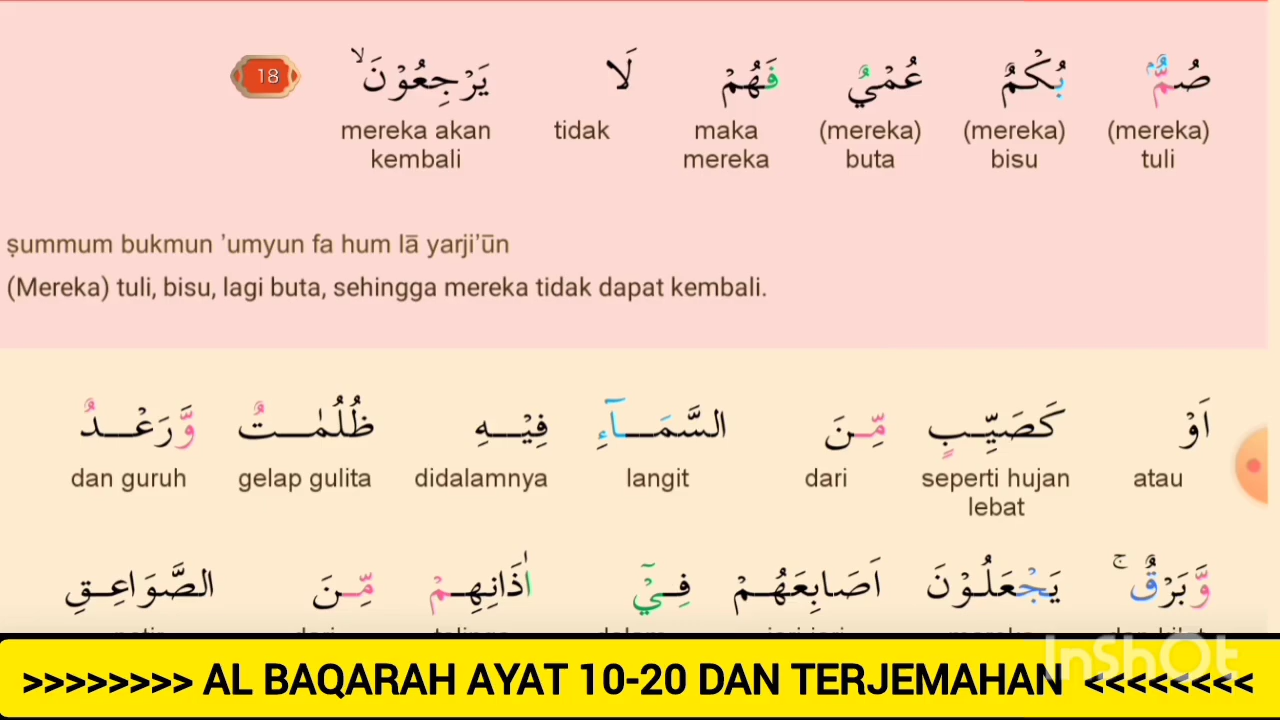 صُمٌّۢ بُكْمٌ عُمْيٌ فَهُمْ لَا يَرْجِعُوْنَۙ 18
(mereka) (mereka) (mereka) maka tidak mereka akan
tuli bisu buta mereka kembali
ṣummum bukmun 'umyun fa hum lā yarji'ūn
(Mereka) tuli, bisu, lagi buta, sehingga mereka tidak dapat kembali.
اَوْ كَصَيِّبٍ مِّنَ السَّمَاۤءِ فِيْهِ ظُلُمٰتٌ وَّرَعْدٌ
atau seperti hujan dari langit didalamnya gelap gulita dan guruh
lebat
وَّبَرْقٌۚ يَجْعَلُوْنَ اَصَابِعَهُمْ فِيْٓ اٰذَانِهِمْ مِّنَ الصَّوَاعِقِ
>>>>>>>> AL BAQARAH AYAT 10-20 DAN TERJEMAHAN <<<<<<<<
InShOt